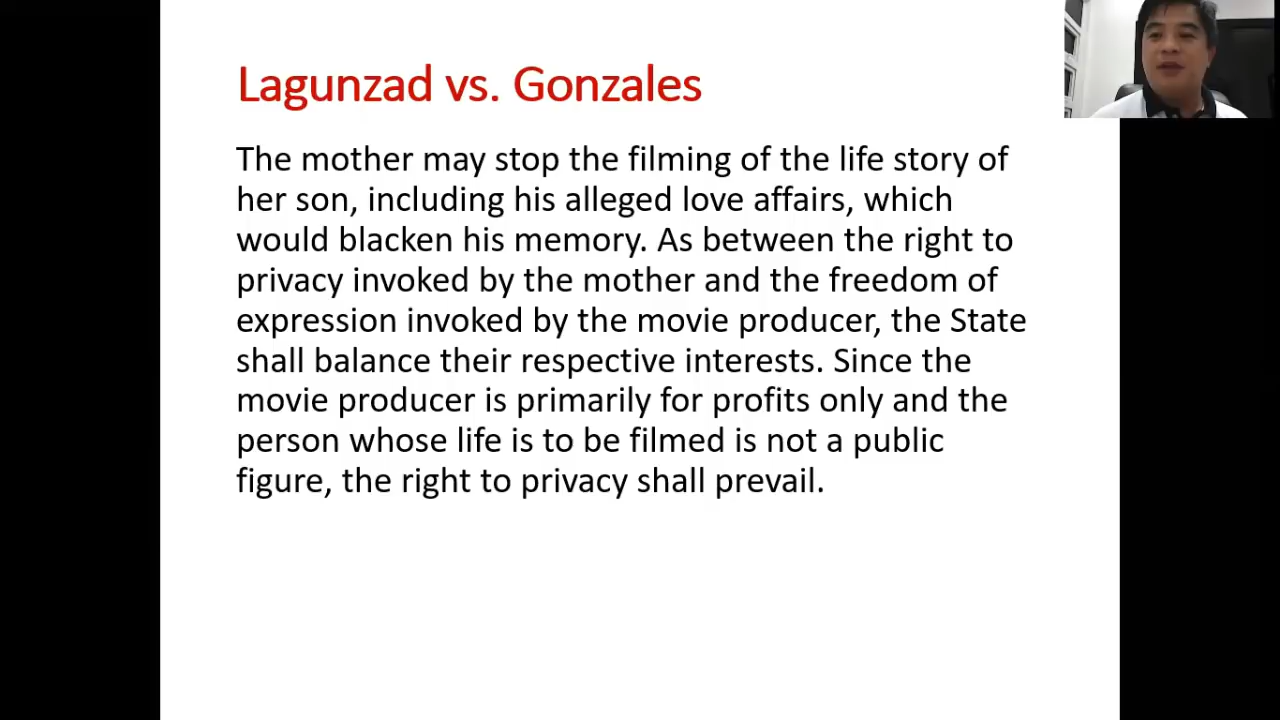 Lagunzad vs. Gonzales
The mother may stop the filming of the life story of
her son, including his alleged love affairs, which
would blacken his memory. As between the right to
privacy invoked by the mother and the freedom of
expression invoked by the movie producer, the State
shall balance their respective interests. Since the
movie producer is primarily for profits only and the
person whose life is to be filmed is not a public
figure, the right to privacy shall prevail.